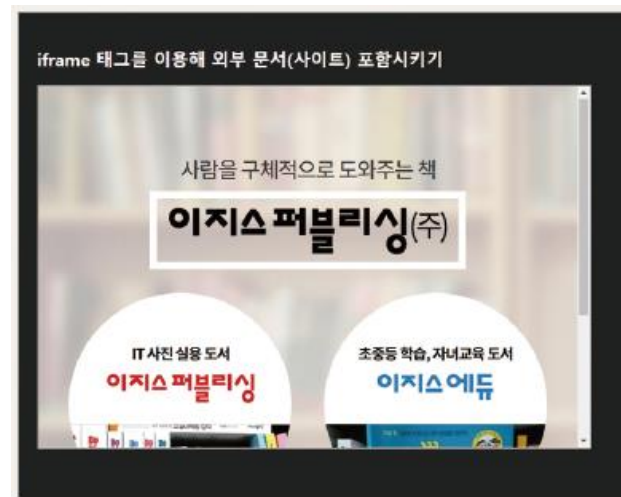 iframe 태그를 이용해 외부 문서(사이트) 포함시키기
사람을 구체적으로 도와주는 책
이지스 퍼블리싱(주)
IT 사진 실용 도서
이지스 퍼블리싱
초중등 학습, 자녀교육 도서
이지스에듀